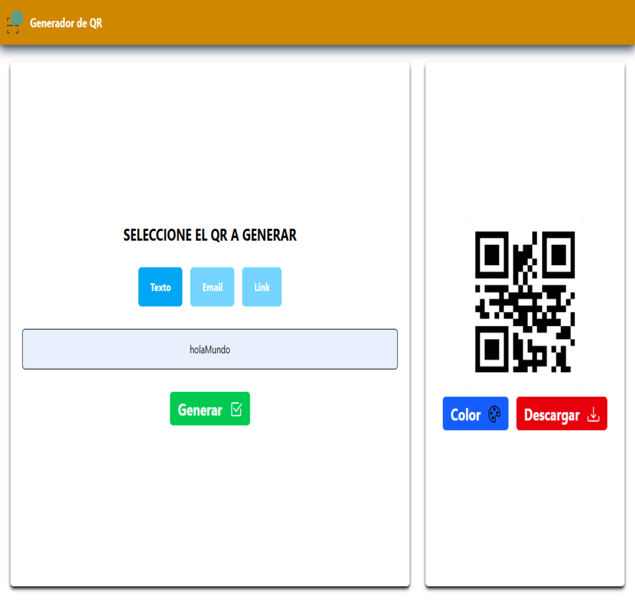 Generador de QR
SELECCIONE EL QR A GENERAR
Texto Email Link
holaMundo
Generar
Color Descargar